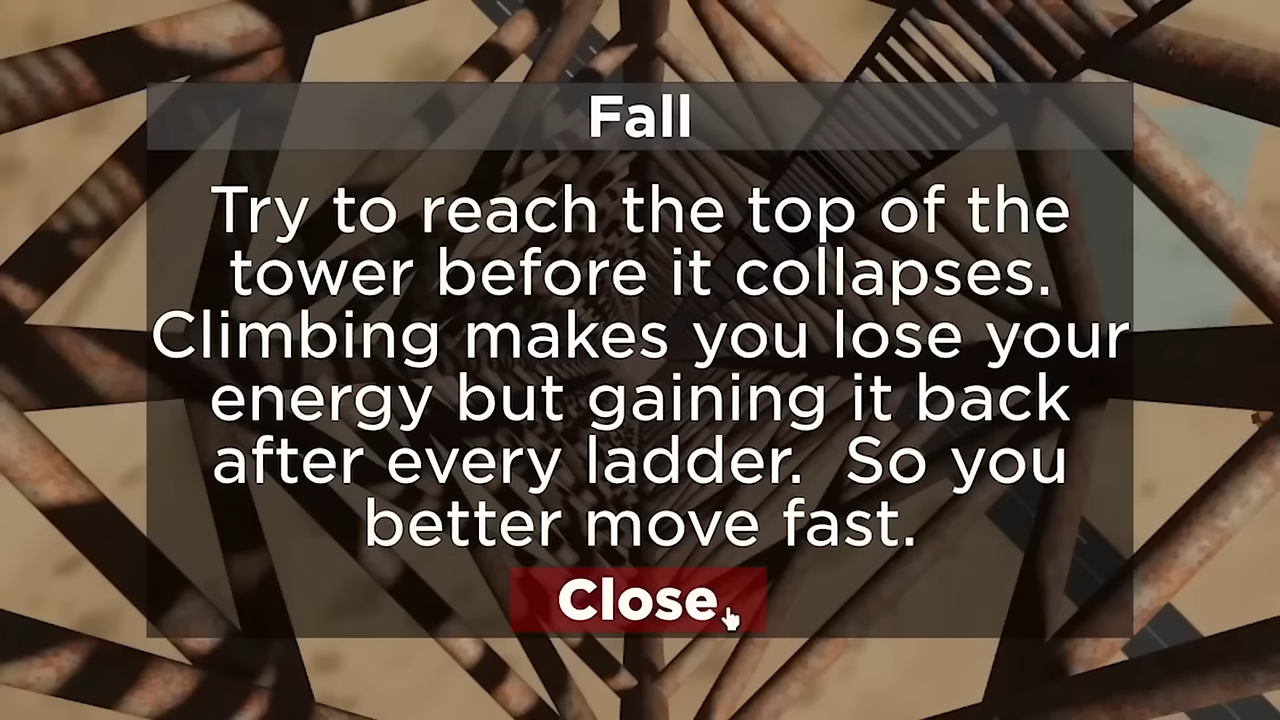 Fall
Try to reach the top of the
tower before it collapses.
Climbing makes you lose your
energy but gaining it back
after every ladder.  So you
better move fast.
Close